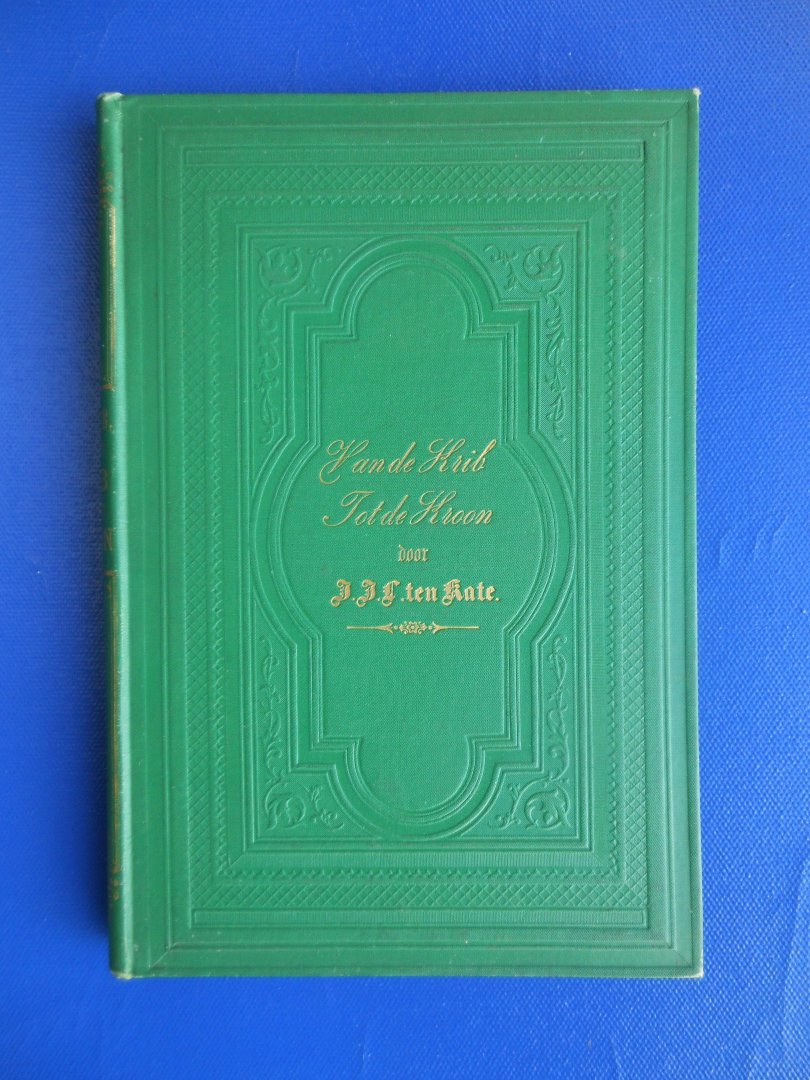 Van de Krib
Tot de Kroon
door
J.J.L. ten Kate.